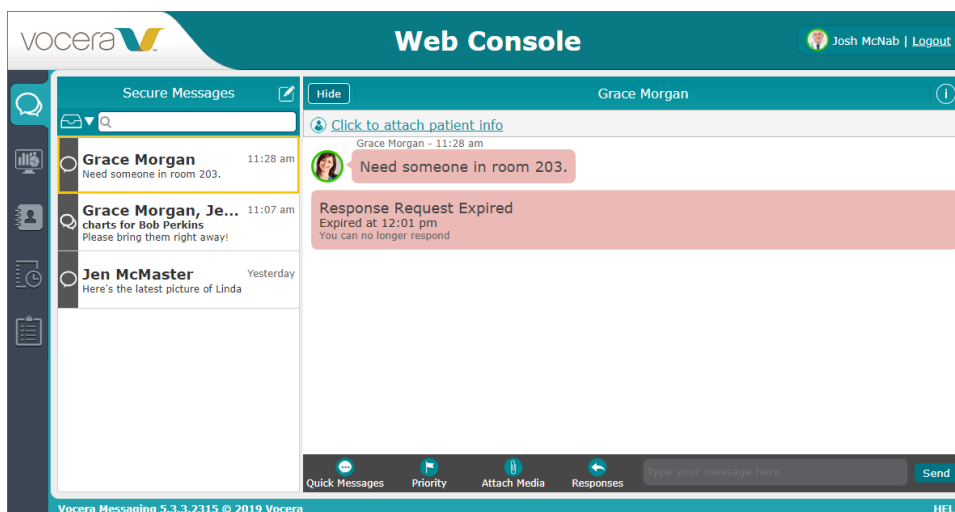 vocera
Web Console
Josh McNab | Logout
Secure Messages
Hide
Grace Morgan
Click to attach patient info
Grace Morgan
11:28 am
Need someone in room 203.
Grace Morgan, Je...
11:07 am
charts for Bob Perkins
Please bring them right away!
Jen McMaster
Yesterday
Here's the latest picture of Linda
Grace Morgan - 11:28 am
Need someone in room 203.
Response Request Expired
Expired at 12:01 pm
You can no longer respond
Quick Messages
Priority
Attach Media
Responses
Type your message here
Send
Vocera Messaging 5.3.3.2315 © 2019 Vocera
HEL